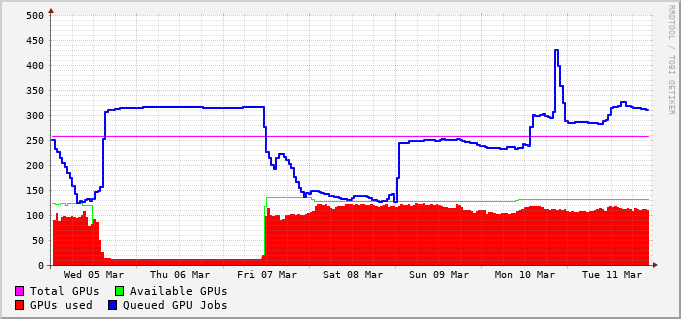 500
450
400
350
300
250
200
150
100
50
0
Wed 05 Mar Thu 06 Mar Fri 07 Mar Sat 08 Mar Sun 09 Mar Mon 10 Mar Tue 11 Mar
Total GPUs Available GPUs
GPUs used Queued GPU Jobs
RRDTOOL / TOBI OETIKER